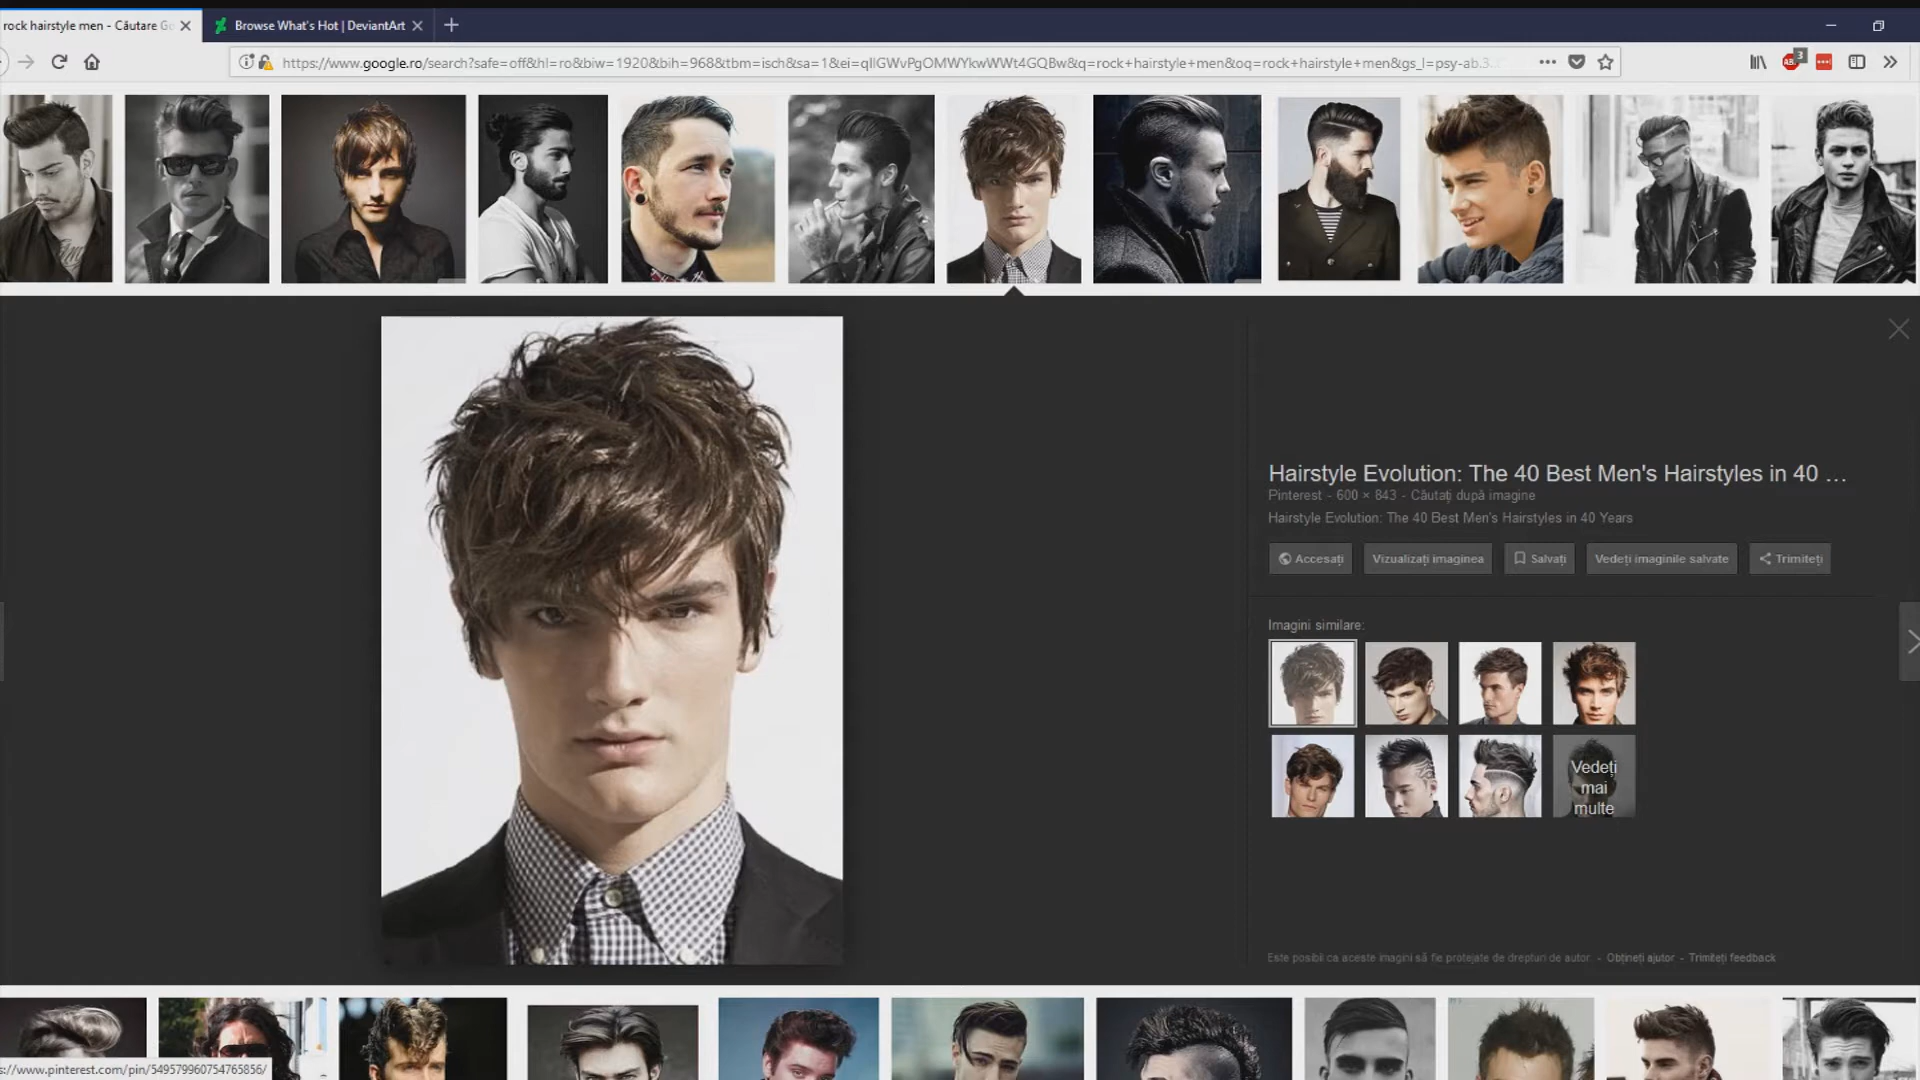 rock hairstyle men - Căutare Go
Browse What's Hot | DeviantArt
https://www.google.ro/search?safe=off&hl=ro&biw=1920&bih=968&tbm=isch&sa=1&ei=qIlGWvPgOMWYkwWWt4GQBw&q=rock+hairstyle+men&oq=rock+hairstyle+men&gs_l=psy-ab.3..
3
Hairstyle Evolution: The 40 Best Men's Hairstyles in 40 ...
Pinterest - 600 × 843 - Căutați după imagine
Hairstyle Evolution: The 40 Best Men's Hairstyles in 40 Years
Accesați
Vizualizați imaginea
Salvați
Vedeți imaginile salvate
Trimiteți
Imagini similare:
Vedeți
mai
multe
Este posibil ca aceste imagini să fie protejate de drepturi de autor. - Obțineți ajutor - Trimiteți feedback
s://www.pinterest.com/pin/549579960754765856/